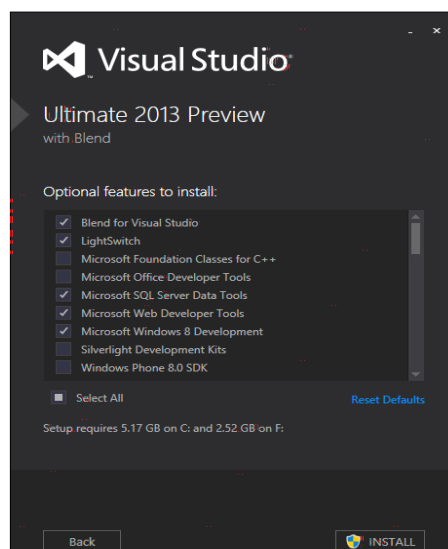 Visual Studio
Ultimate 2013 Preview
with Blend
Optional features to install:
Blend for Visual Studio
LightSwitch
Microsoft Foundation Classes for C++
Microsoft Office Developer Tools
Microsoft SQL Server Data Tools
Microsoft Web Developer Tools
Microsoft Windows 8 Development
Silverlight Development Kits
Windows Phone 8.0 SDK
Select All
Reset Defaults
Setup requires 5.17 GB on C: and 2.52 GB on F:
Back
INSTALL